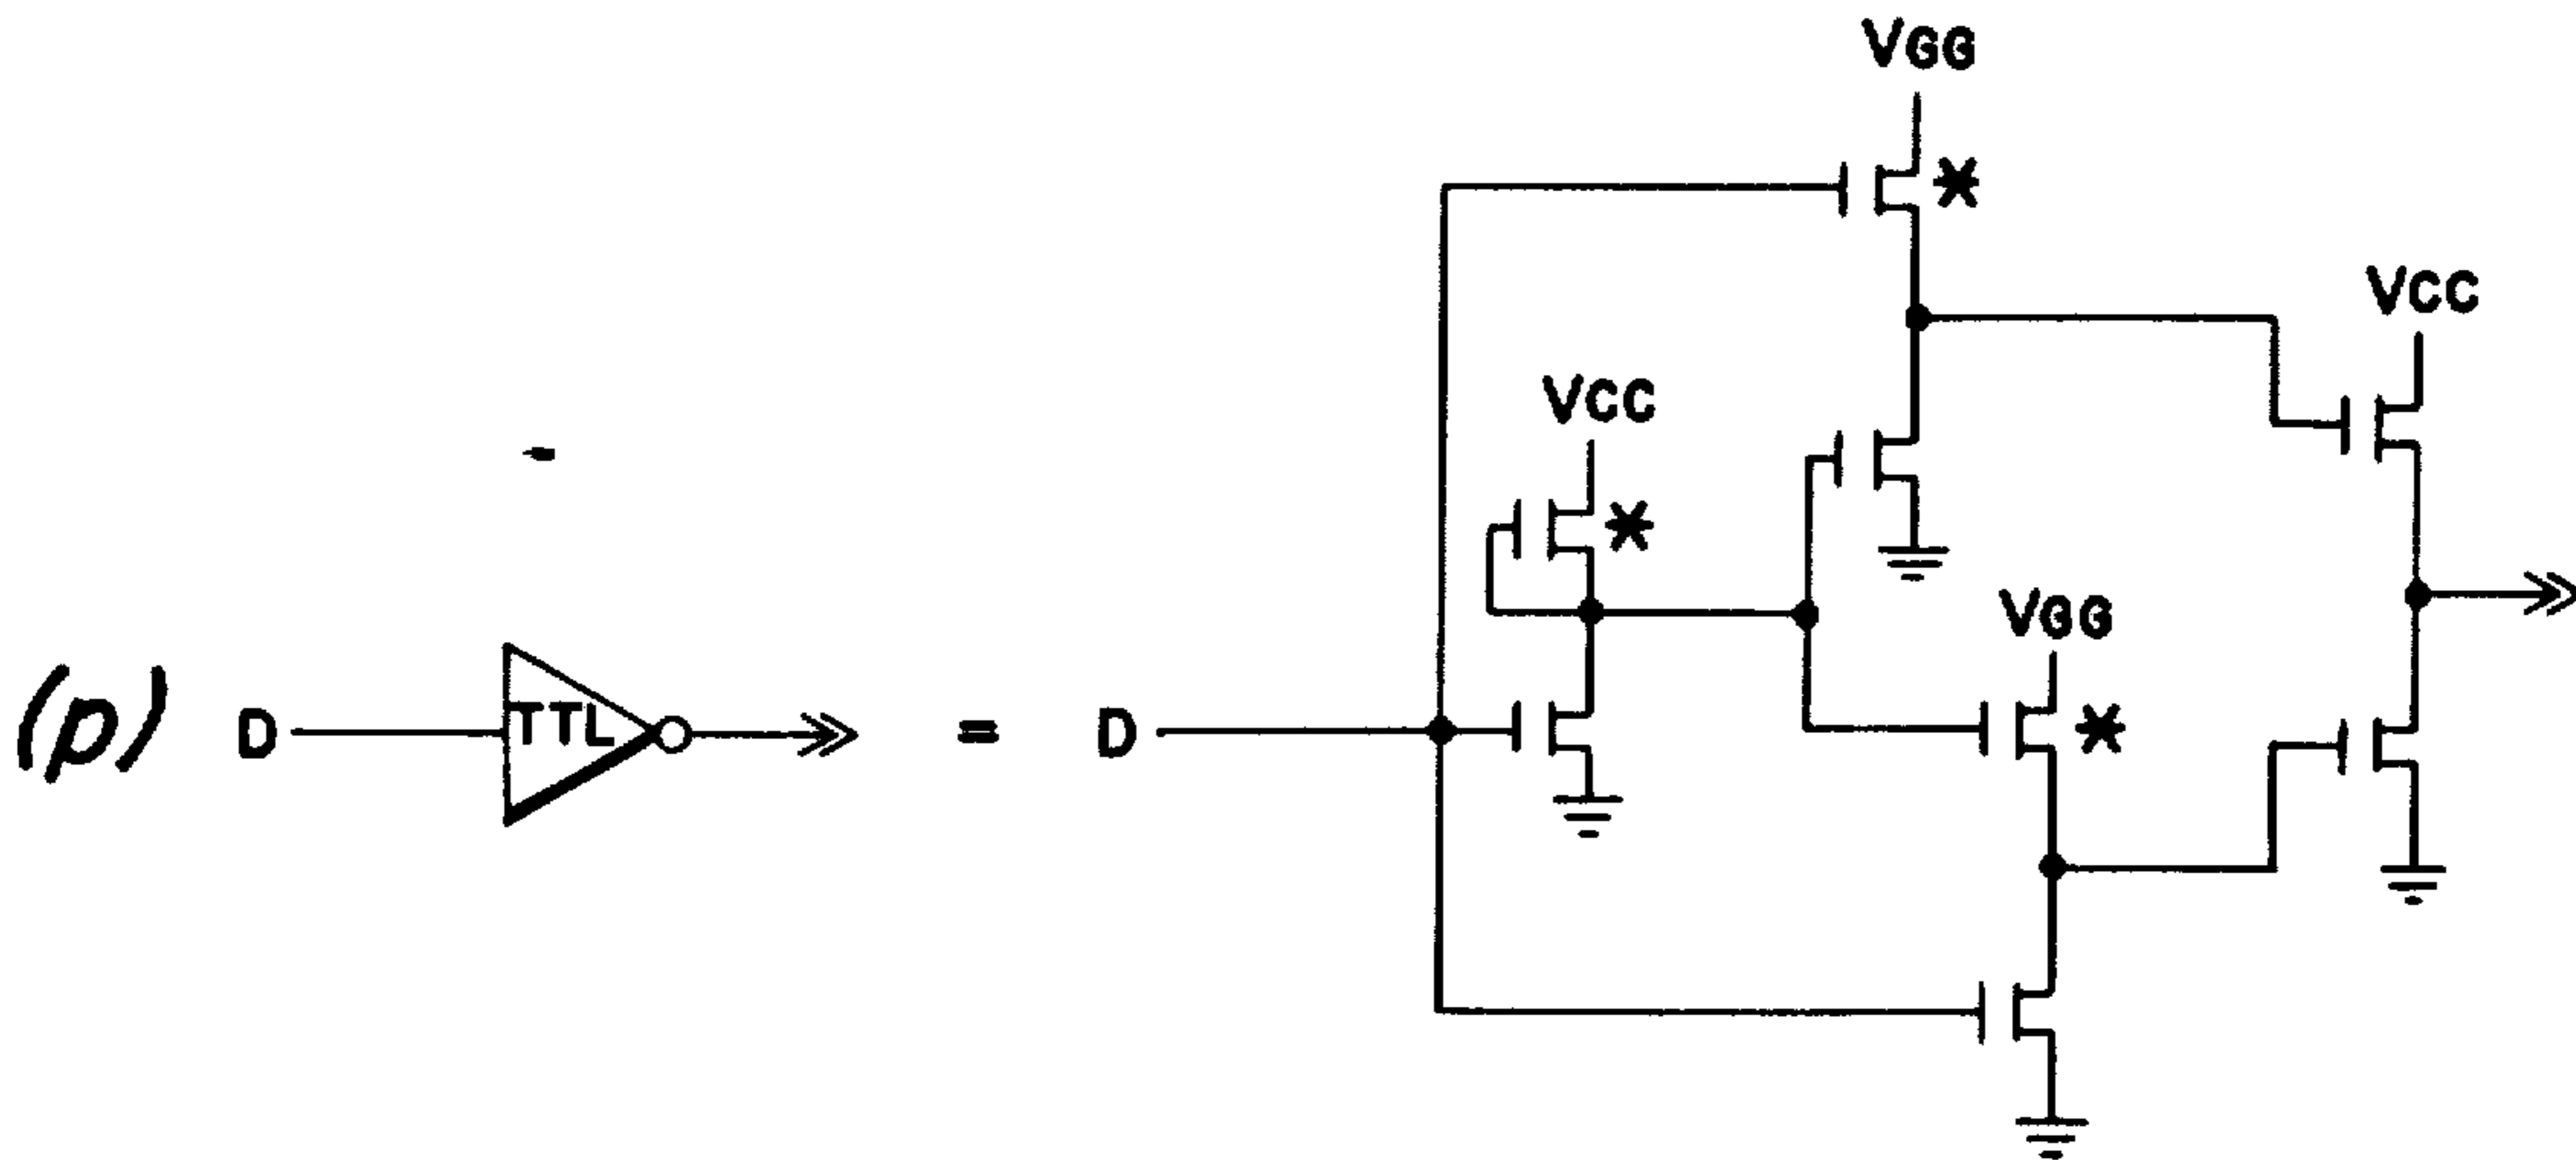 VGG
VCC
VCC
VGG
(p) D TTL = D
*
*
*